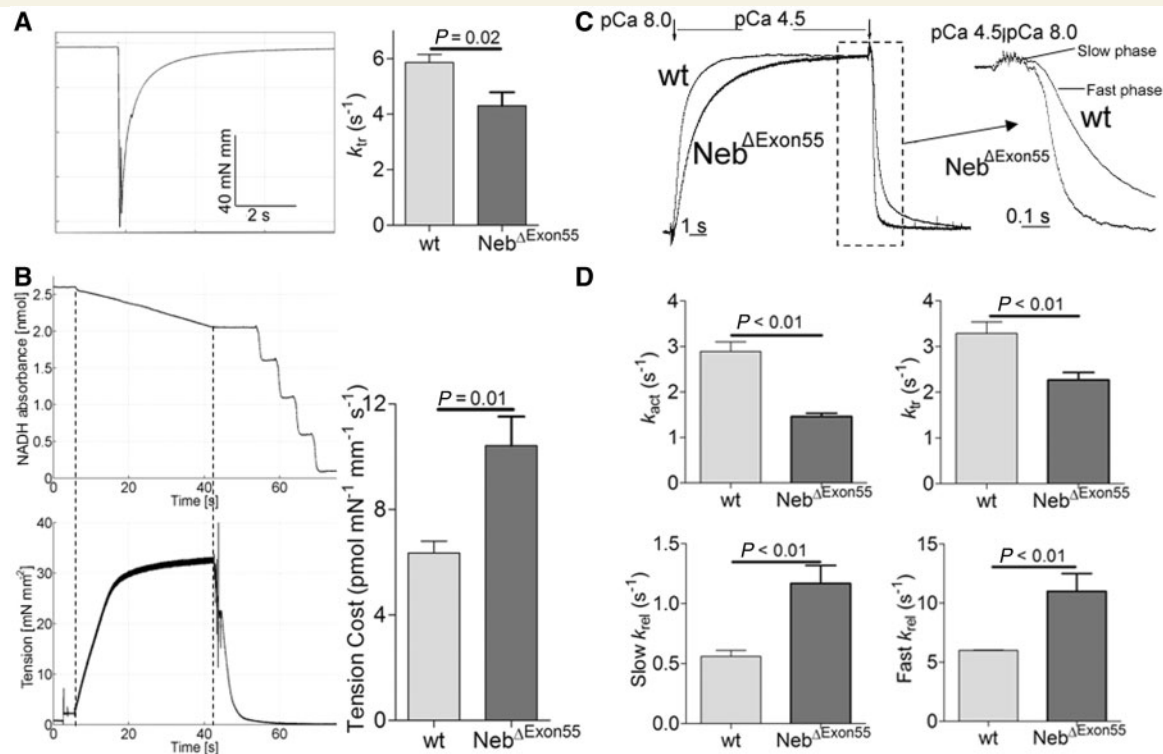 A
40 mN mm
2 s
P = 0.02
ktr (s⁻¹)
6
4
2
0
wt
Neb^ΔExon55
B
NADH absorbance [nmol]
2.5
2.0
1.5
1.0
0.5
0
20
40
60
Time [s]
Tension [mN mm²]
40
30
20
10
0
0
20
40
60
Time [s]
P = 0.01
Tension Cost (pmol mN⁻¹ mm⁻¹ s⁻¹)
12
8
4
0
wt
Neb^ΔExon55
C
pCa 8.0
pCa 4.5
wt
Neb^ΔExon55
1 s
pCa 4.5
pCa 8.0
Slow phase
Fast phase
wt
Neb^ΔExon55
0.1 s
D
P < 0.01
kact (s⁻¹)
4
3
2
1
0
wt
Neb^ΔExon55
P < 0.01
ktr (s⁻¹)
4
3
2
1
0
wt
Neb^ΔExon55
P < 0.01
Slow krel (s⁻¹)
1.5
1.0
0.5
0.0
wt
Neb^ΔExon55
P < 0.01
Fast krel (s⁻¹)
15
10
5
0
wt
Neb^ΔExon55